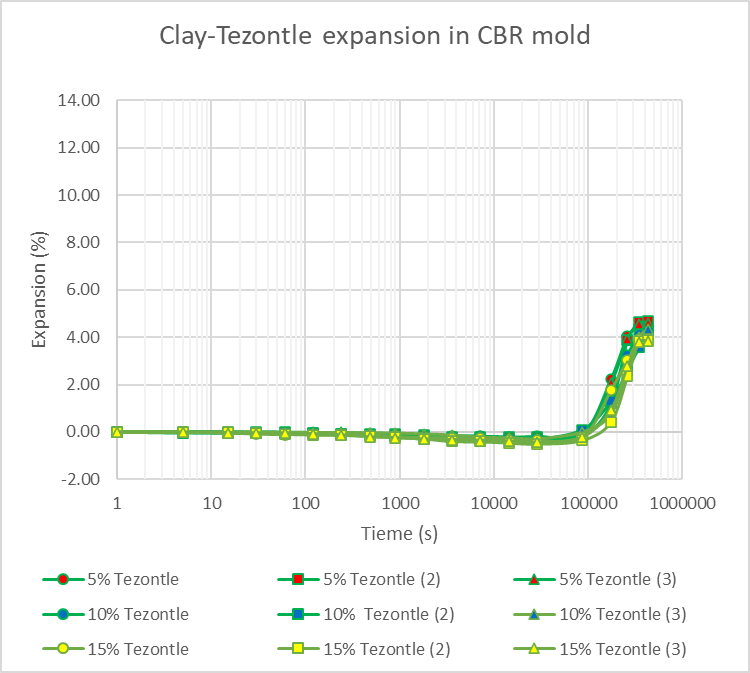 Clay-Tezontle expansion in CBR mold
14.00
12.00
10.00
8.00
6.00
4.00
2.00
0.00
-2.00
Expansion (%)
1 10 100 1000 10000 100000 1000000
Tieme (s)
5% Tezontle 5% Tezontle (2) 5% Tezontle (3)
10% Tezontle 10%  Tezontle (2) 10% Tezontle (3)
15% Tezontle 15% Tezontle (2) 15% Tezontle (3)